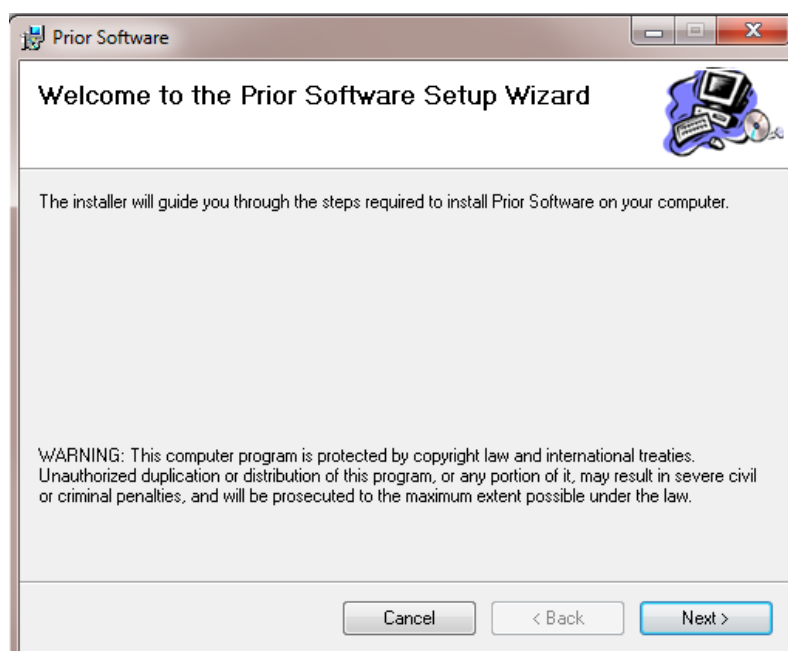 Prior Software
Welcome to the Prior Software Setup Wizard
The installer will guide you through the steps required to install Prior Software on your computer.
WARNING: This computer program is protected by copyright law and international treaties.
Unauthorized duplication or distribution of this program, or any portion of it, may result in severe civil
or criminal penalties, and will be prosecuted to the maximum extent possible under the law.
Cancel < Back Next >